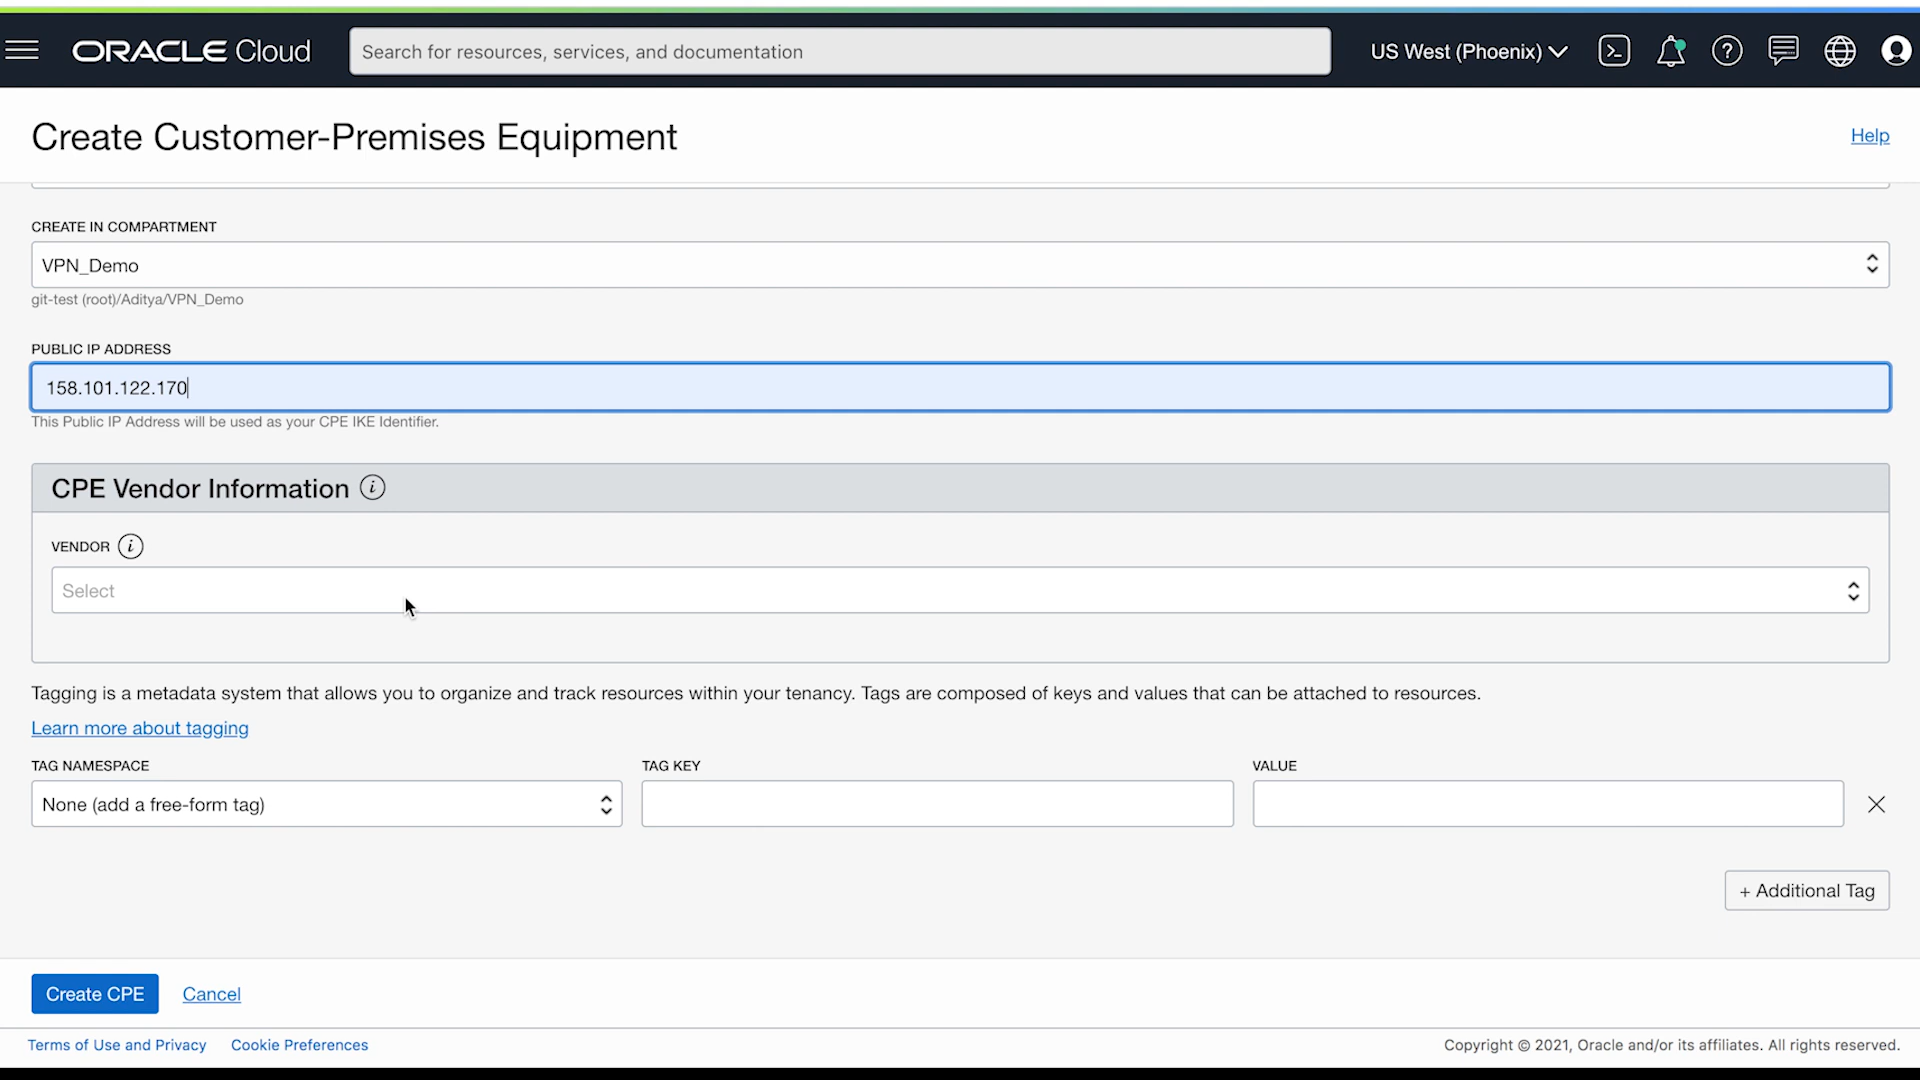 ORACLE Cloud
Search for resources, services, and documentation
US West (Phoenix)
Create Customer-Premises Equipment
Help
CREATE IN COMPARTMENT
VPN_Demo
git-test (root)/Aditya/VPN_Demo
PUBLIC IP ADDRESS
158.101.122.170
This Public IP Address will be used as your CPE IKE Identifier.
CPE Vendor Information
VENDOR
Select
Tagging is a metadata system that allows you to organize and track resources within your tenancy. Tags are composed of keys and values that can be attached to resources.
Learn more about tagging
TAG NAMESPACE
TAG KEY
VALUE
None (add a free-form tag)
+ Additional Tag
Create CPE
Cancel
Terms of Use and Privacy
Cookie Preferences
Copyright © 2021, Oracle and/or its affiliates. All rights reserved.